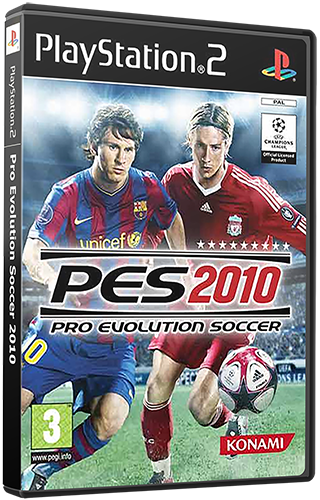 PlayStation®2
PlayStation®2
Pro Evolution Soccer 2010
PAL
UEFA
CHAMPIONS
LEAGUE
Official Licensed
Product
unicef
PES 2010
PRO EVOLUTION SOCCER
3
www.pegi.info
KONAMI